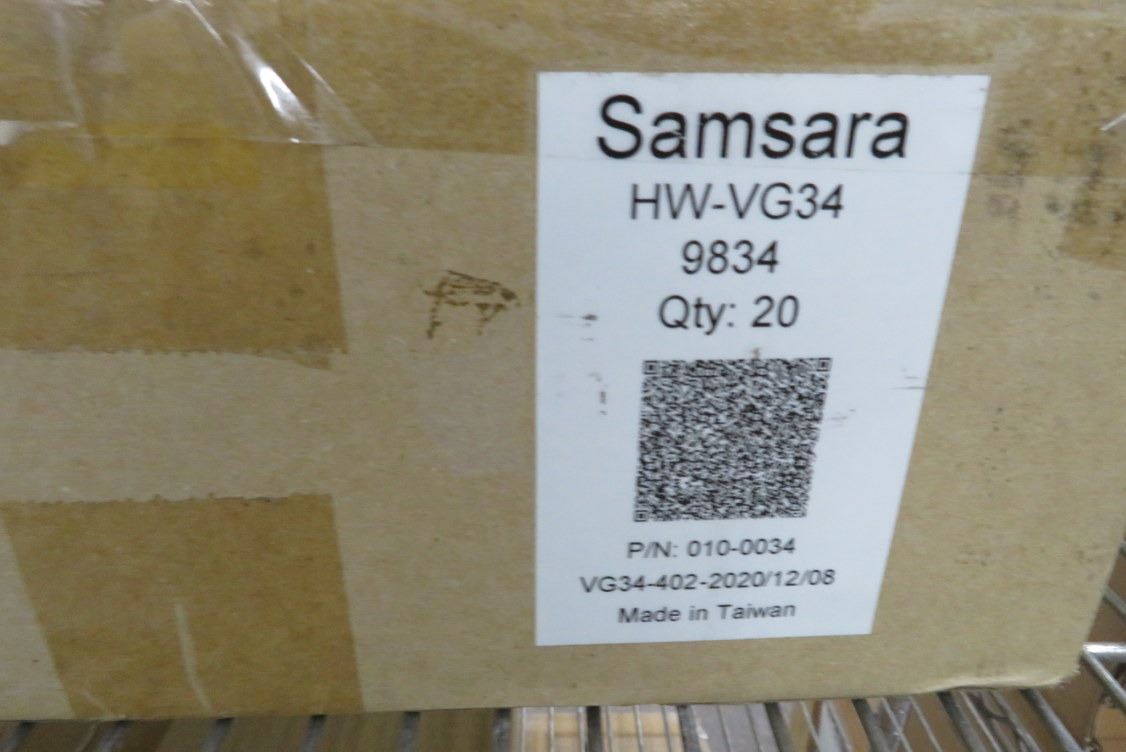 Samsara
HW-VG34
9834
Qty: 20
P/N: 010-0034
VG34-402-2020/12/08
Made in Taiwan